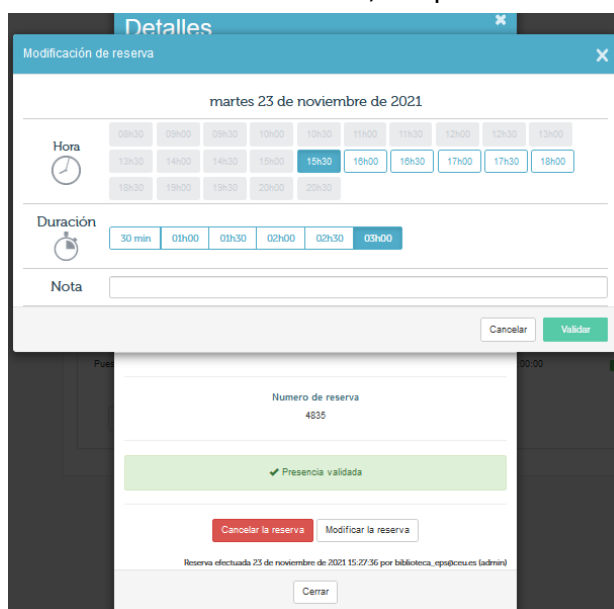 Detalles
Modificación de reserva
martes 23 de noviembre de 2021
Hora
08h30 09h00 09h30 10h00 10h30 11h00 11h30 12h00 12h30 13h00
13h30 14h00 14h30 15h00 15h30 16h00 16h30 17h00 17h30 18h00
18h30 19h00 19h30 20h00 20h30
Duración
30 min 01h00 01h30 02h00 02h30 03h00
Nota
Cancelar Validar
00:00
Numero de reserva
4835
Presencia validada
Cancelar la reserva Modificar la reserva
Reserva efectuada 23 de noviembre de 2021 15:27:36 por biblioteca_eps@ceu.es (admin)
Cerrar